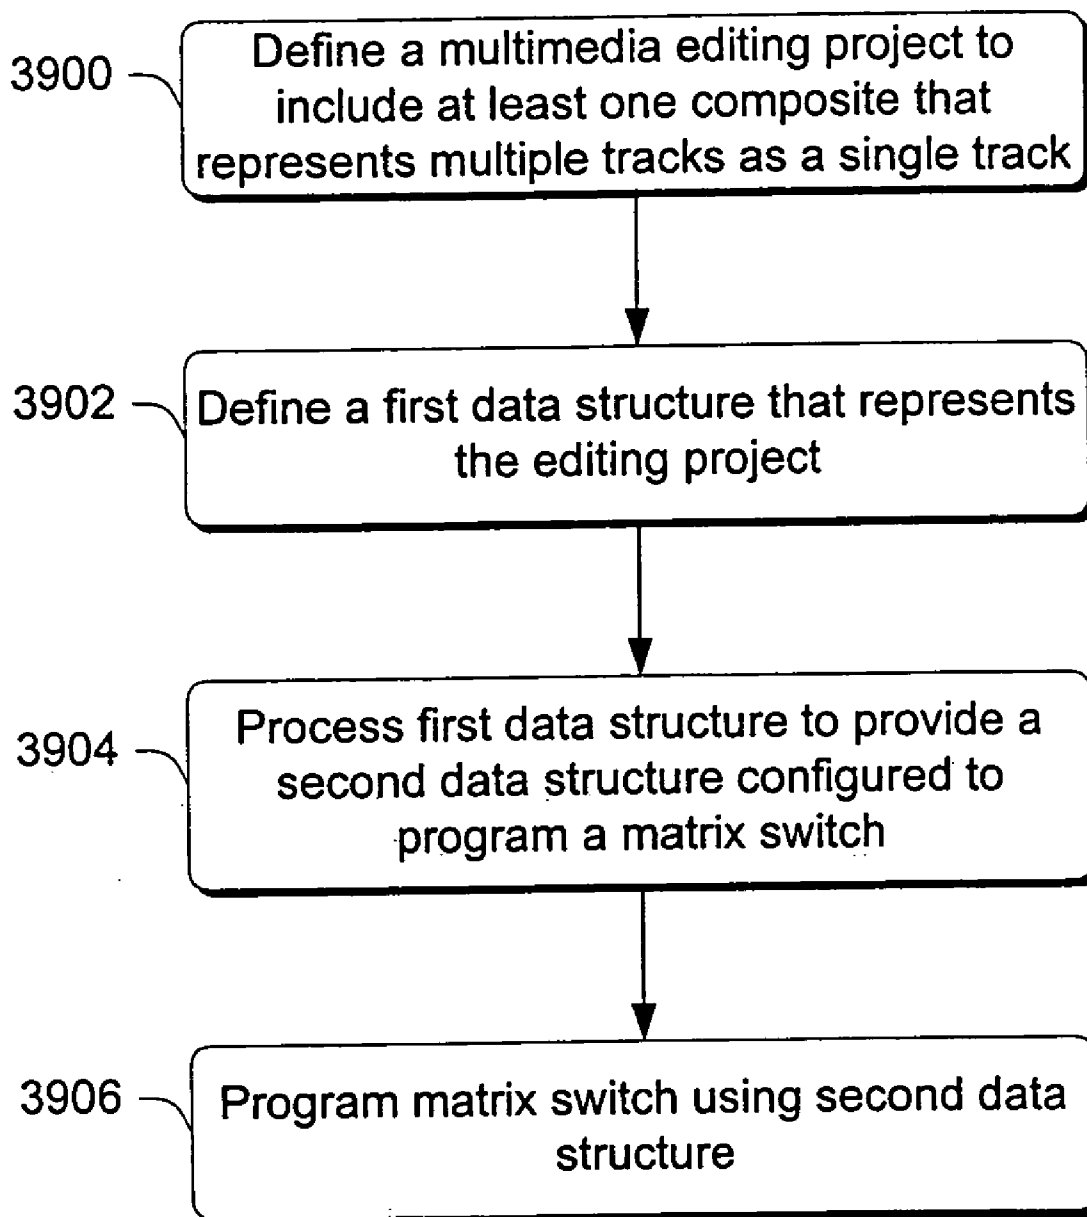 3900
Define a multimedia editing project to
include at least one composite that
represents multiple tracks as a single track
3902
Define a first data structure that represents
the editing project
3904
Process first data structure to provide a
second data structure configured to
program a matrix switch
3906
Program matrix switch using second data
structure